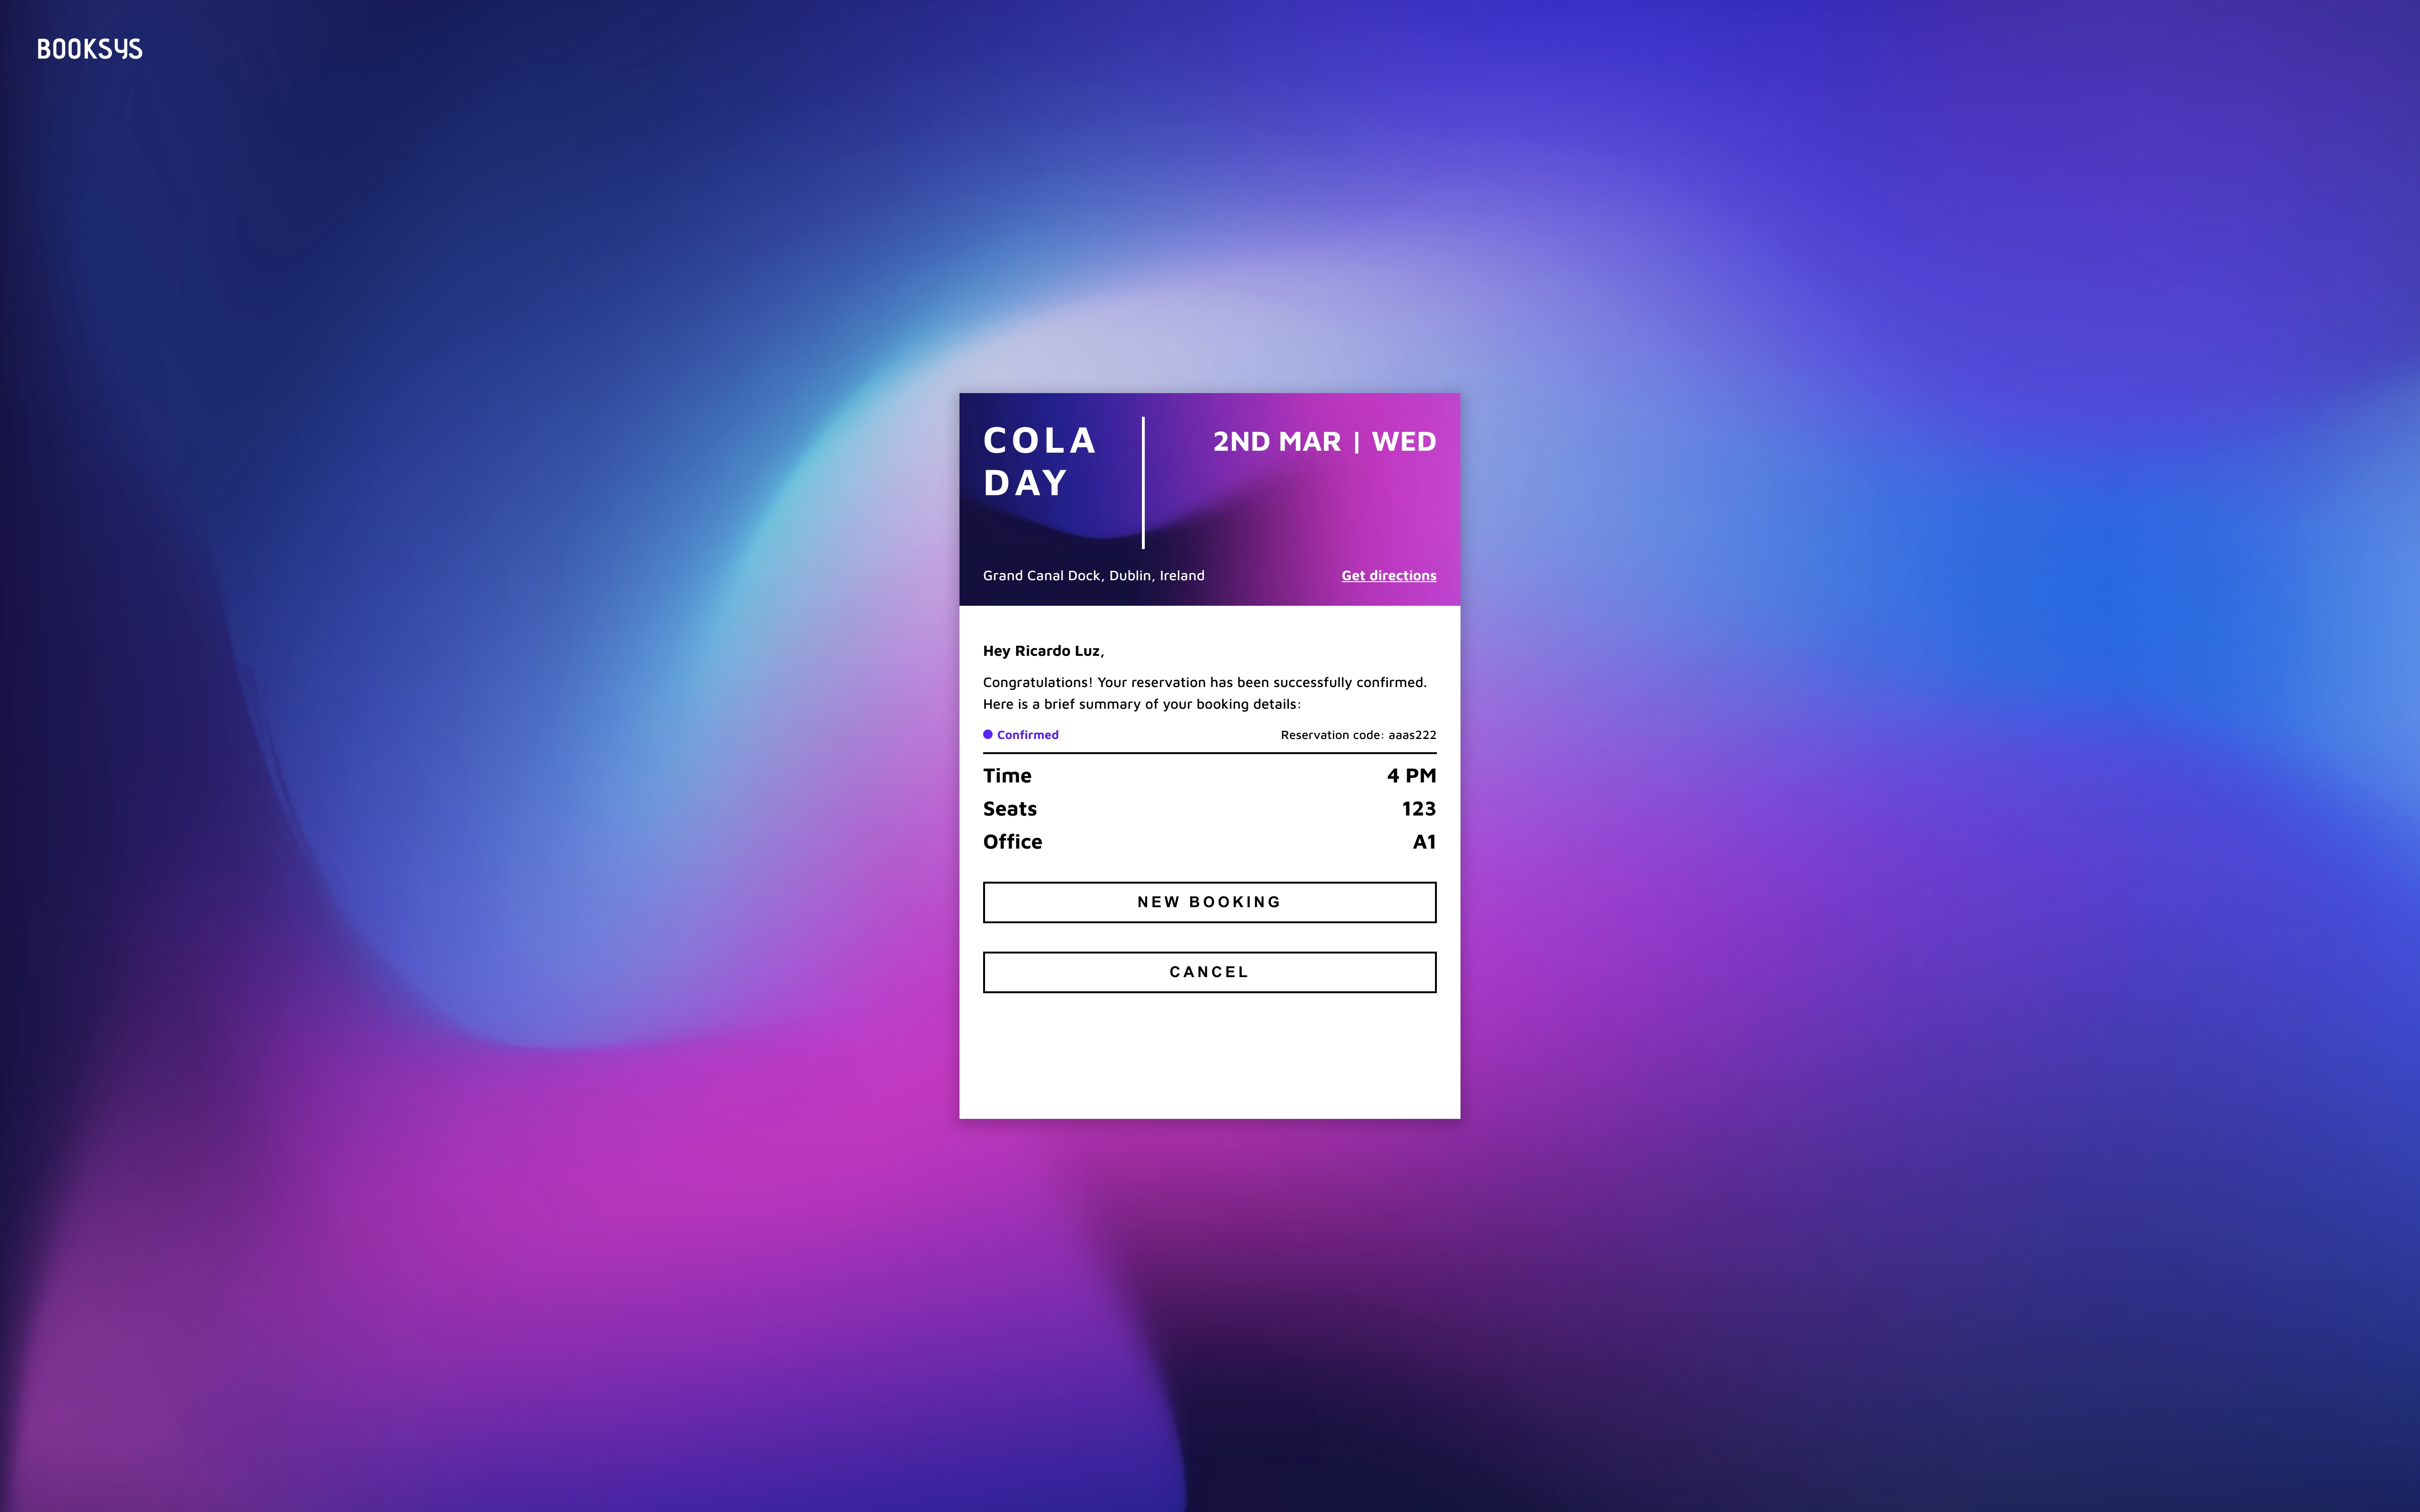 BOOKSYS
COLA
DAY
2ND MAR | WED
Grand Canal Dock, Dublin, Ireland
Get directions
Hey Ricardo Luz,
Congratulations! Your reservation has been successfully confirmed.
Here is a brief summary of your booking details:
Confirmed
Reservation code: aaas222
Time
4 PM
Seats
123
Office
A1
NEW BOOKING
CANCEL